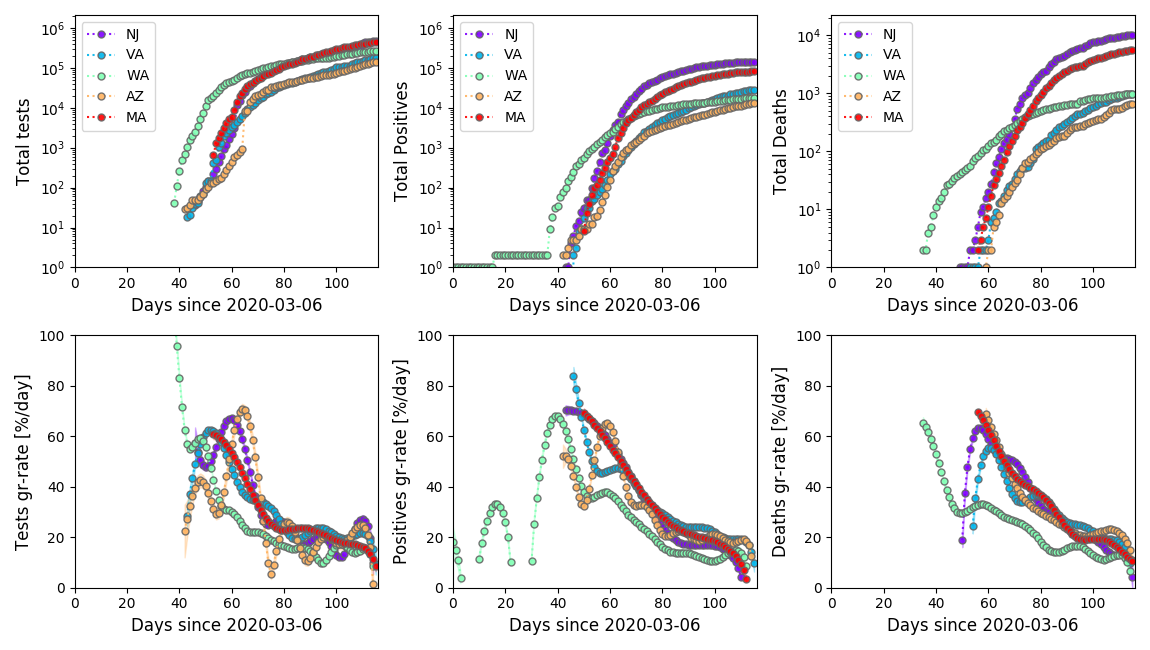 Total tests
10^6
10^5
10^4
10^3
10^2
10^1
10^0
NJ
VA
WA
AZ
MA
0 20 40 60 80 100
Days since 2020-03-06
Total Positives
10^6
10^5
10^4
10^3
10^2
10^1
10^0
NJ
VA
WA
AZ
MA
0 20 40 60 80 100
Days since 2020-03-06
Total Deaths
10^4
10^3
10^2
10^1
10^0
NJ
VA
WA
AZ
MA
0 20 40 60 80 100
Days since 2020-03-06
Tests gr-rate [%/day]
100
80
60
40
20
0
0 20 40 60 80 100
Days since 2020-03-06
Positives gr-rate [%/day]
100
80
60
40
20
0
0 20 40 60 80 100
Days since 2020-03-06
Deaths gr-rate [%/day]
100
80
60
40
20
0
0 20 40 60 80 100
Days since 2020-03-06